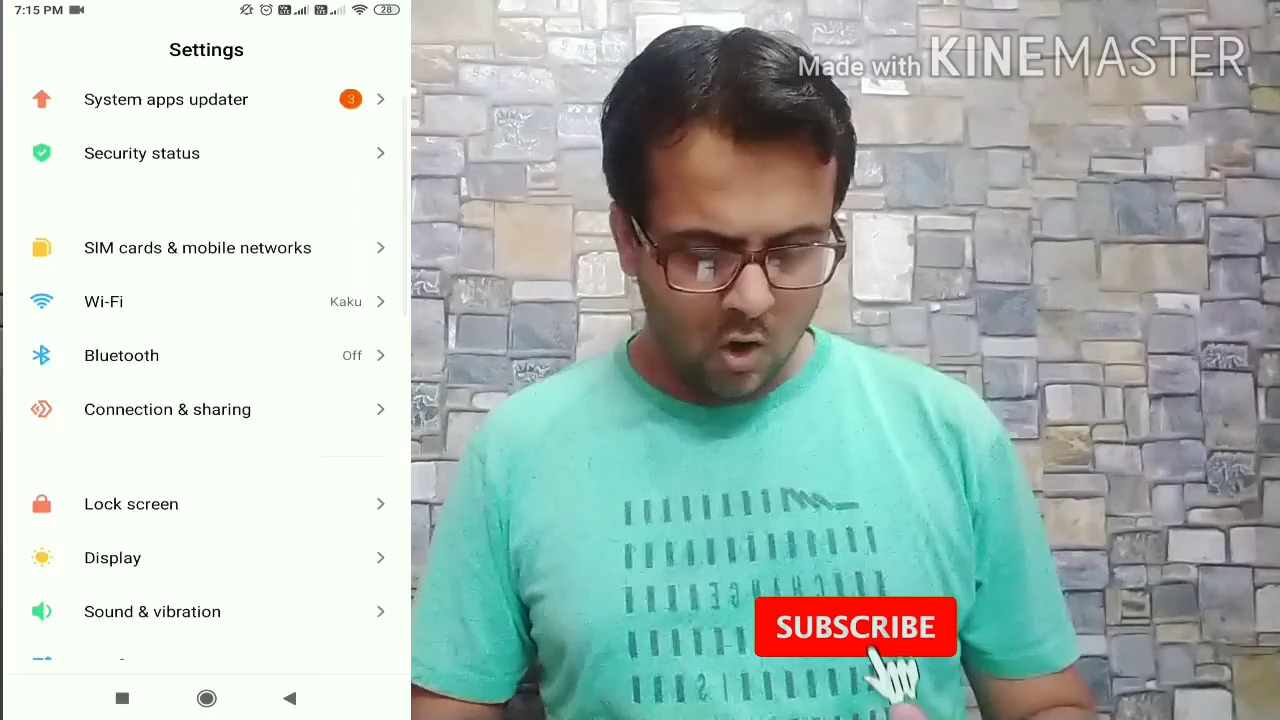 7:15 PM
28
Settings
System apps updater 3
Security status
SIM cards & mobile networks
Wi-Fi Kaku
Bluetooth Off
Connection & sharing
Lock screen
Display
Sound & vibration
Made with KINEMASTER
SUBSCRIBE